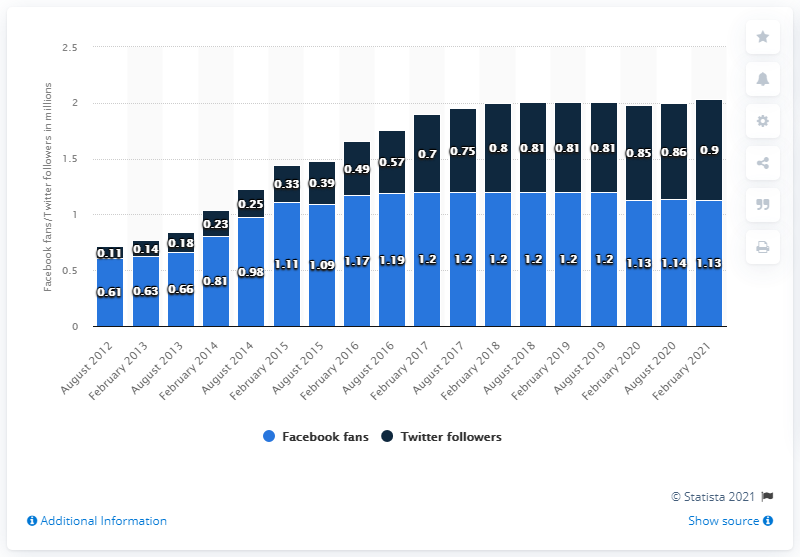 Facebook fans/Twitter followers in millions
2.5
2
1.5
1
0.5
0
0.11 0.14 0.18 0.23 0.25 0.33 0.39 0.49 0.57 0.7 0.75 0.8 0.81 0.81 0.81 0.85 0.86 0.9
0.61 0.63 0.66 0.81 0.98 1.11 1.09 1.17 1.19 1.2 1.2 1.2 1.2 1.2 1.2 1.13 1.14 1.13
August 2012
February 2013
August 2013
February 2014
August 2014
February 2015
August 2015
February 2016
August 2016
February 2017
August 2017
February 2018
August 2018
February 2019
August 2019
February 2020
August 2020
February 2021
Facebook fans Twitter followers
© Statista 2021
Additional Information Show source